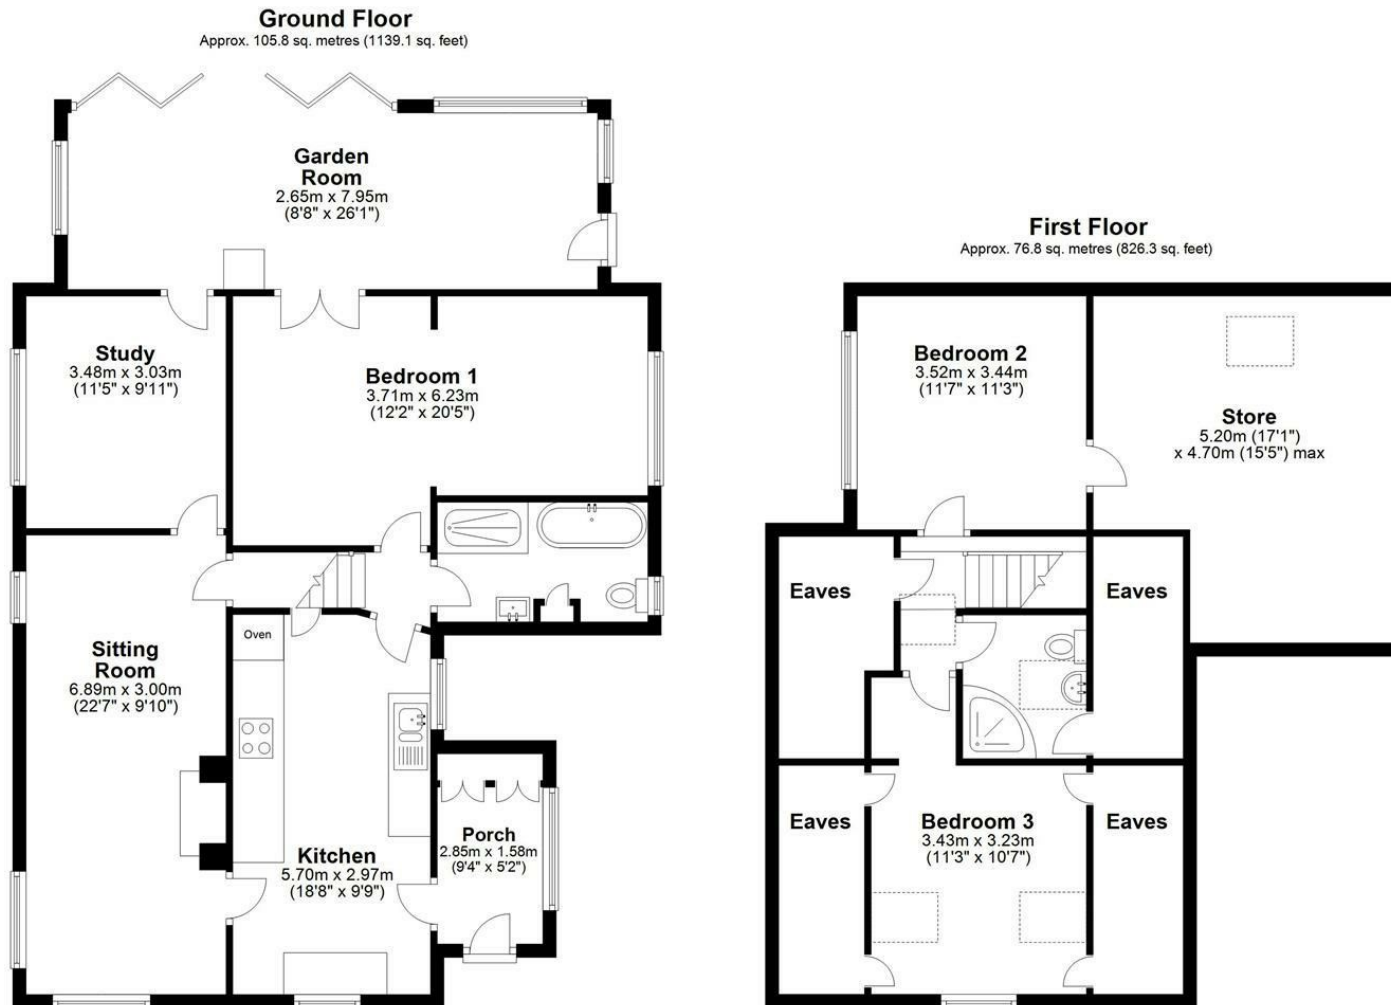 Ground Floor
Approx. 105.8 sq. metres (1139.1 sq. feet)
Garden
Room
2.65m x 7.95m
(8'8" x 26'1")
Study
3.48m x 3.03m
(11'5" x 9'11")
Bedroom 1
3.71m x 6.23m
(12'2" x 20'5")
Oven
Sitting
Room
6.89m x 3.00m
(22'7" x 9'10")
Kitchen
5.70m x 2.97m
(18'8" x 9'9")
Porch
2.85m x 1.58m
(9'4" x 5'2")
First Floor
Approx. 76.8 sq. metres (826.3 sq. feet)
Bedroom 2
3.52m x 3.44m
(11'7" x 11'3")
Store
5.20m (17'1")
x 4.70m (15'5") max
Eaves
Eaves
Eaves
Bedroom 3
3.43m x 3.23m
(11'3" x 10'7")
Eaves